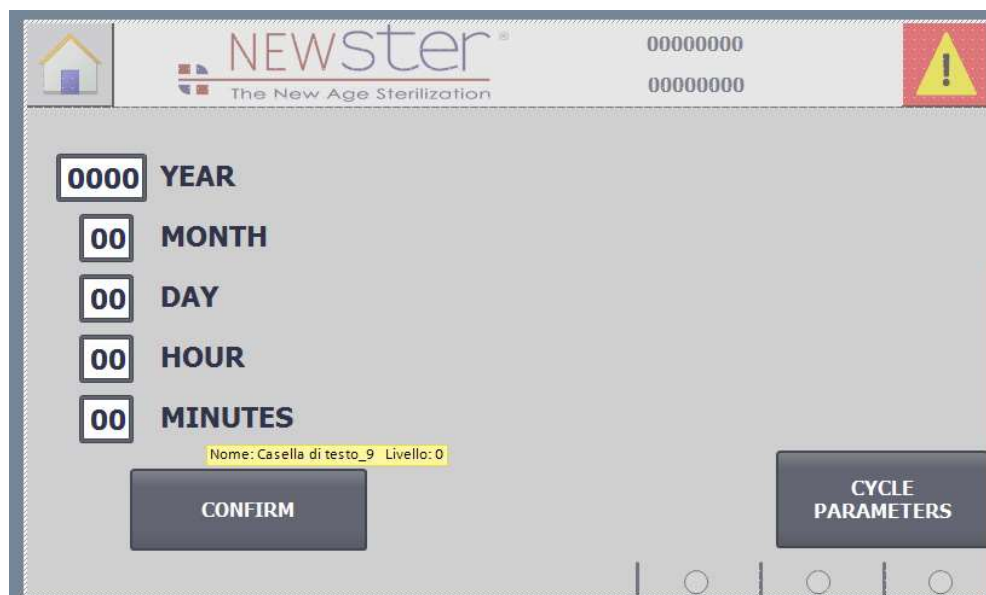 NEWSter®
The New Age Sterilization
00000000
00000000
0000 YEAR
00 MONTH
00 DAY
00 HOUR
00 MINUTES
Nome: Casella di testo_9 Livello: 0
CONFIRM
CYCLE
PARAMETERS